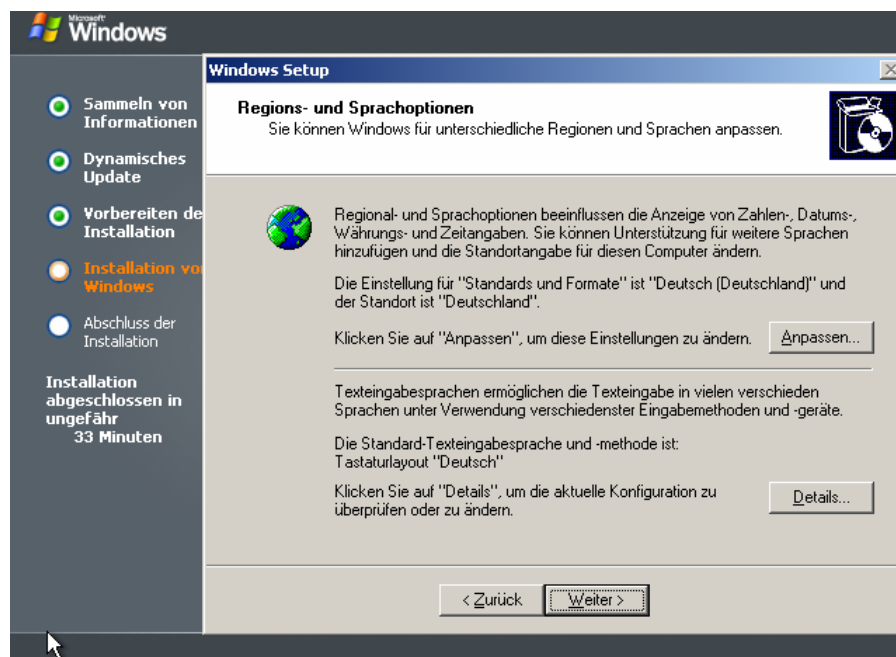 Microsoft
Windows
Sammeln von
Informationen
Dynamisches
Update
Vorbereiten de
Installation
Installation vo
Windows
Abschluss der
Installation
Installation
abgeschlossen in
ungefähr
33 Minuten
Windows Setup
Regions- und Sprachoptionen
Sie können Windows für unterschiedliche Regionen und Sprachen anpassen.
Regional- und Sprachoptionen beeinflussen die Anzeige von Zahlen-, Datums-,
Währungs- und Zeitangaben. Sie können Unterstützung für weitere Sprachen
hinzufügen und die Standortangabe für diesen Computer ändern.
Die Einstellung für "Standards und Formate" ist "Deutsch (Deutschland)" und
der Standort ist "Deutschland".
Klicken Sie auf "Anpassen", um diese Einstellungen zu ändern.
Anpassen...
Texteingabesprachen ermöglichen die Texteingabe in vielen verschieden
Sprachen unter Verwendung verschiedenster Eingabemethoden und -geräte.
Die Standard-Texteingabesprache und -methode ist:
Tastaturlayout "Deutsch"
Klicken Sie auf "Details", um die aktuelle Konfiguration zu
überprüfen oder zu ändern.
Details...
< Zurück
Weiter >